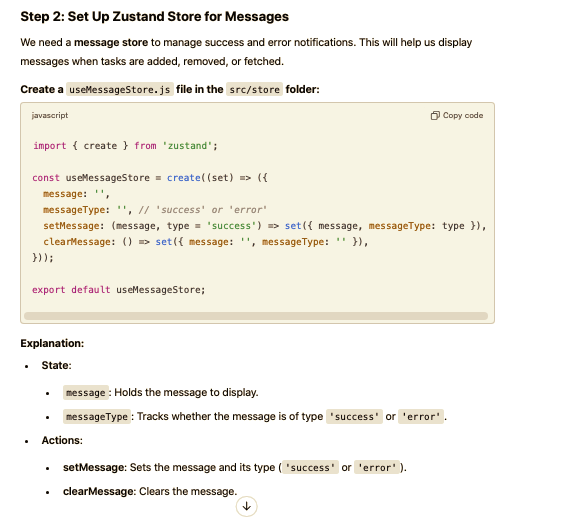 Step 2: Set Up Zustand Store for Messages
We need a message store to manage success and error notifications. This will help us display
messages when tasks are added, removed, or fetched.
Create a useMessageStore.js file in the src/store folder:
javascript
Copy code
import { create } from 'zustand';
const useMessageStore = create((set) => ({
  message: '',
  messageType: '', // 'success' or 'error'
  setMessage: (message, type = 'success') => set({ message, messageType: type }),
  clearMessage: () => set({ message: '', messageType: '' }),
}));
export default useMessageStore;
Explanation:
• State:
• message : Holds the message to display.
• messageType : Tracks whether the message is of type 'success' or 'error' .
• Actions:
• setMessage: Sets the message and its type ( 'success' or 'error' ).
• clearMessage: Clears the message.